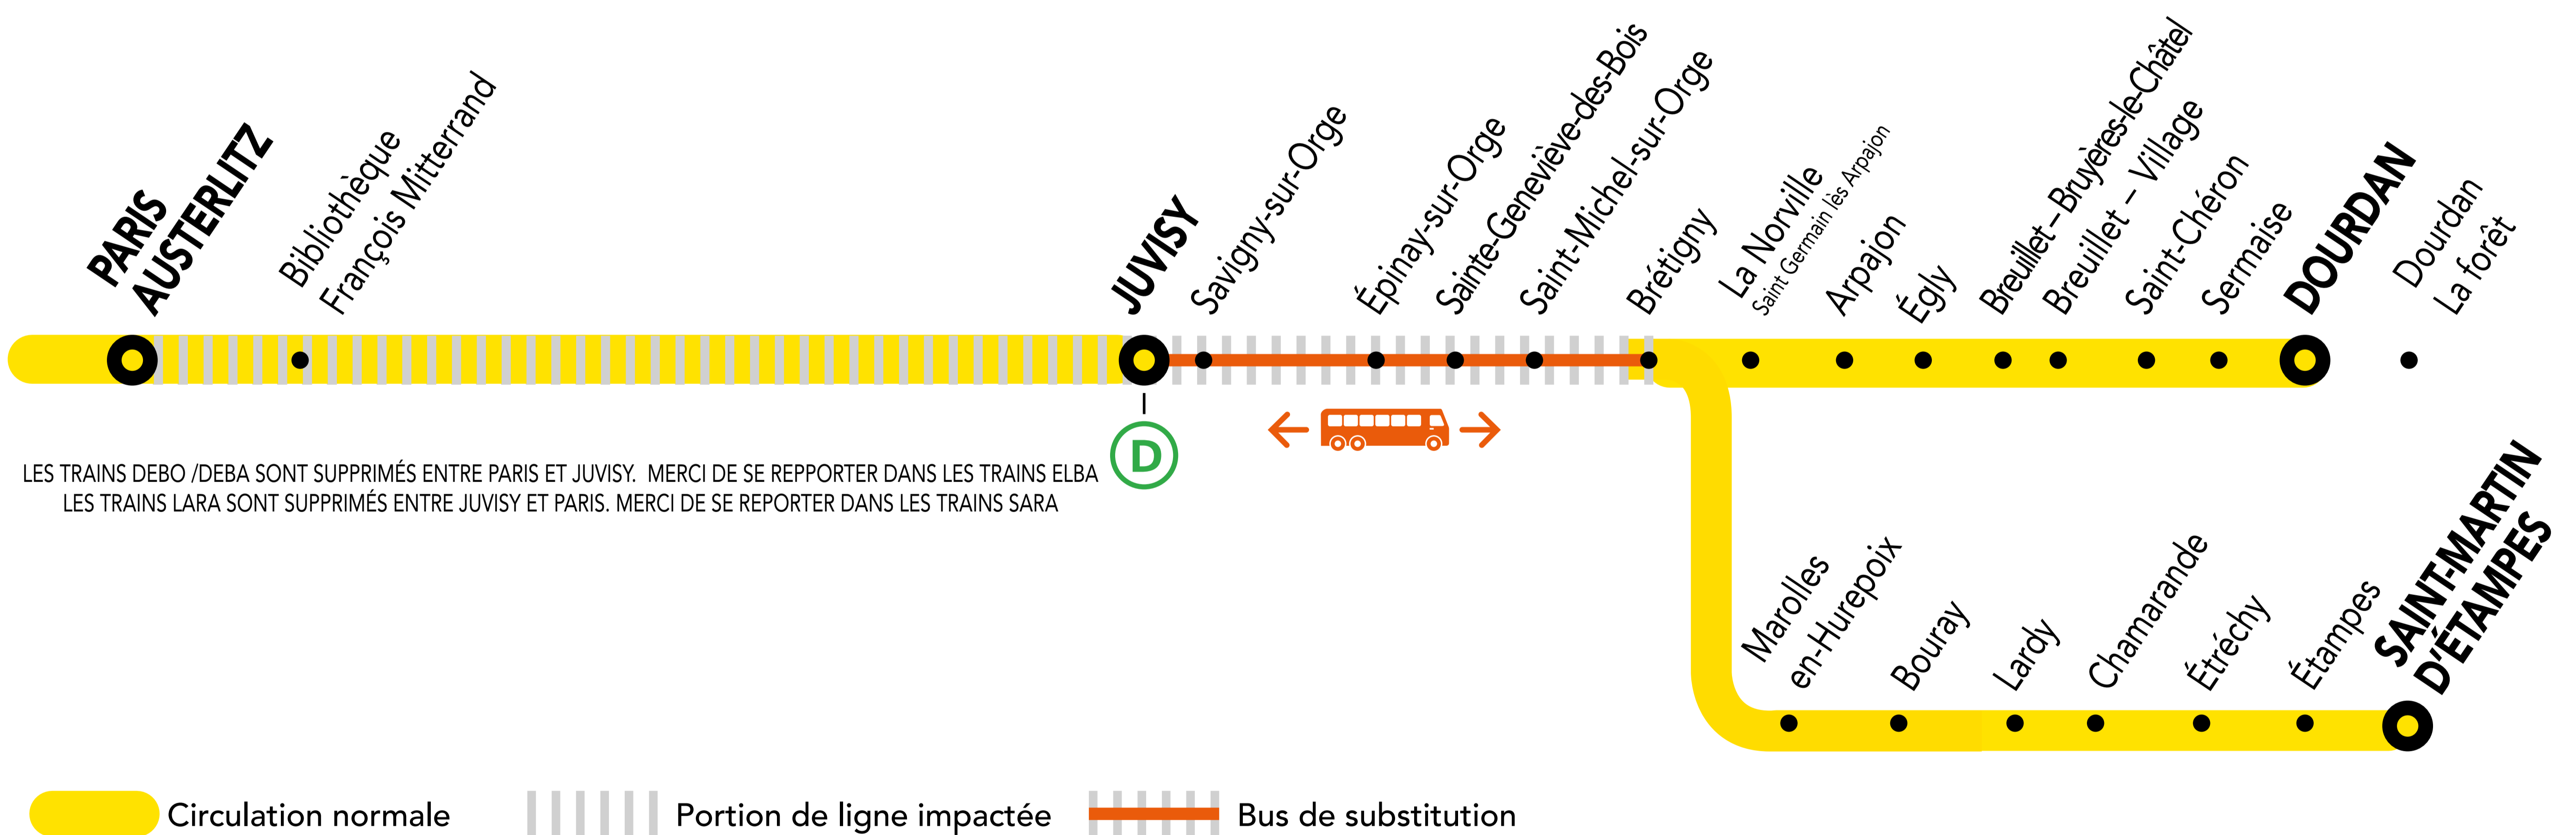 PARIS
AUSTERLITZ
Bibliothèque
François Mitterrand
JUVISY
Savigny-sur-Orge
Épinay-sur-Orge
Sainte-Geneviève-des-Bois
Saint-Michel-sur-Orge
Brétigny
La Norville
Saint Germain lès Arpajon
Arpajon
Égly
Breuillet – Bruyères-le-Châtel
Breuillet – Village
Saint-Chéron
Sermaise
DOURDAN
Dourdan
La forêt
D
LES TRAINS DEBO /DEBA SONT SUPPRIMÉS ENTRE PARIS ET JUVISY.  MERCI DE SE REPPORTER DANS LES TRAINS ELBA
LES TRAINS LARA SONT SUPPRIMÉS ENTRE JUVISY ET PARIS. MERCI DE SE REPORTER DANS LES TRAINS SARA
Marolles
en-Hurepoix
Bouray
Lardy
Chamarande
Étréchy
Étampes
SAINT-MARTIN
D'ÉTAMPES
Circulation normale
Portion de ligne impactée
Bus de substitution